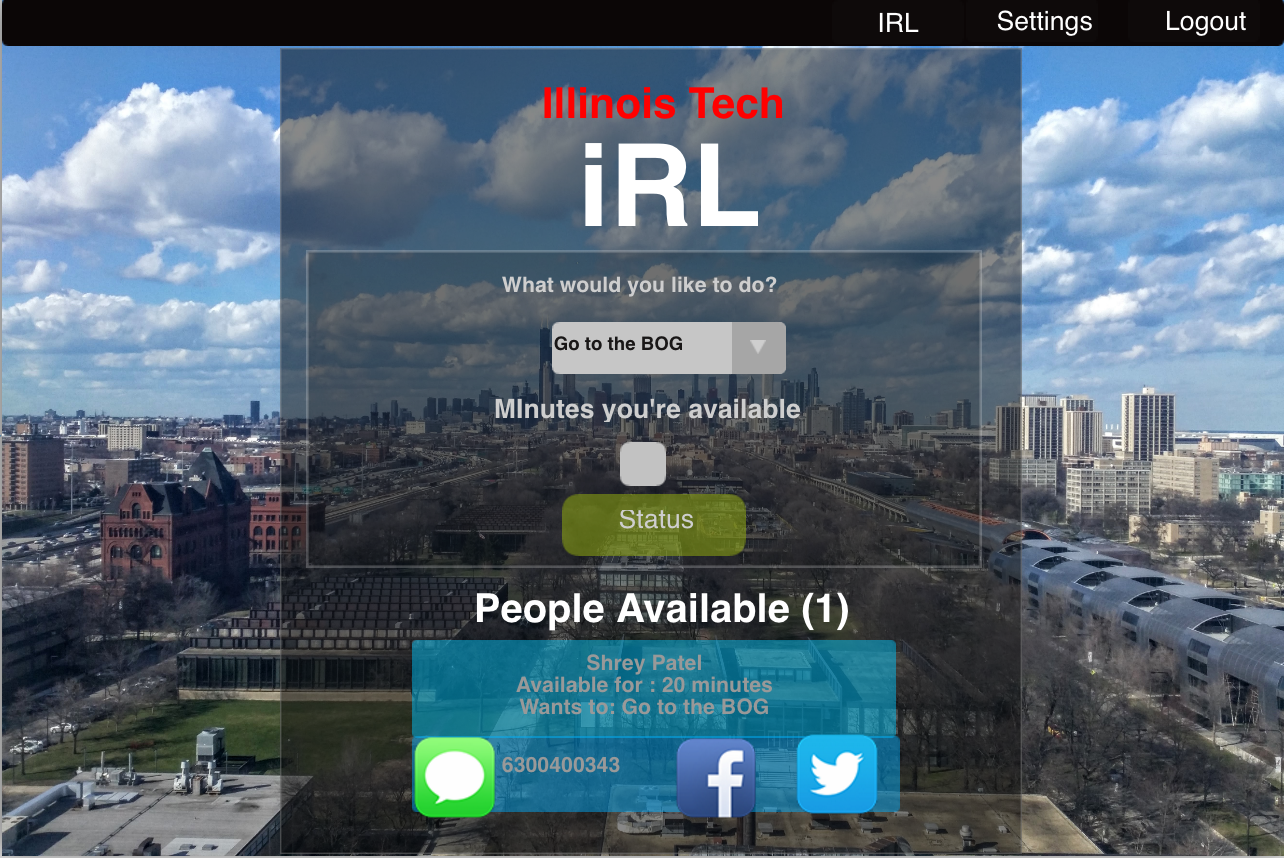 IRL Settings Logout
Illinois Tech
iRL
What would you like to do?
Go to the BOG
MInutes you're available
Status
People Available (1)
Shrey Patel
Available for : 20 minutes
Wants to: Go to the BOG
6300400343